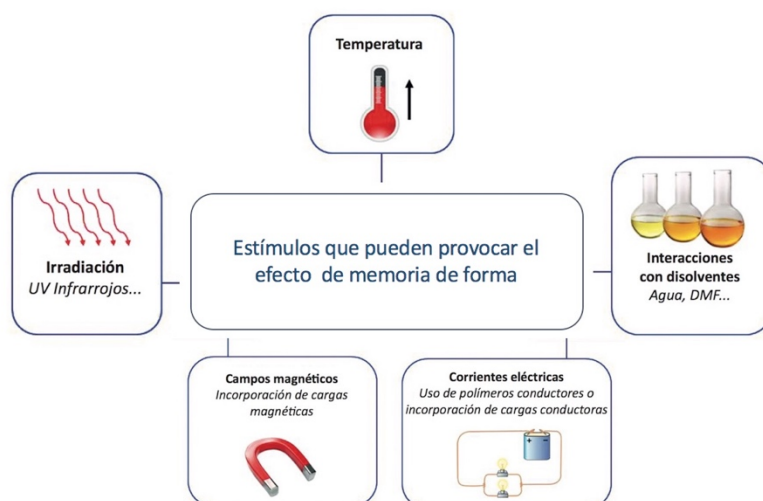 Temperatura
Irradiación
UV Infrarrojos...
Estímulos que pueden provocar el
efecto de memoria de forma
Interacciones
con disolventes
Agua, DMF...
Campos magnéticos
Incorporación de cargas
magnéticas
Corrientes eléctricas
Uso de polímeros conductores o
incorporación de cargas conductoras